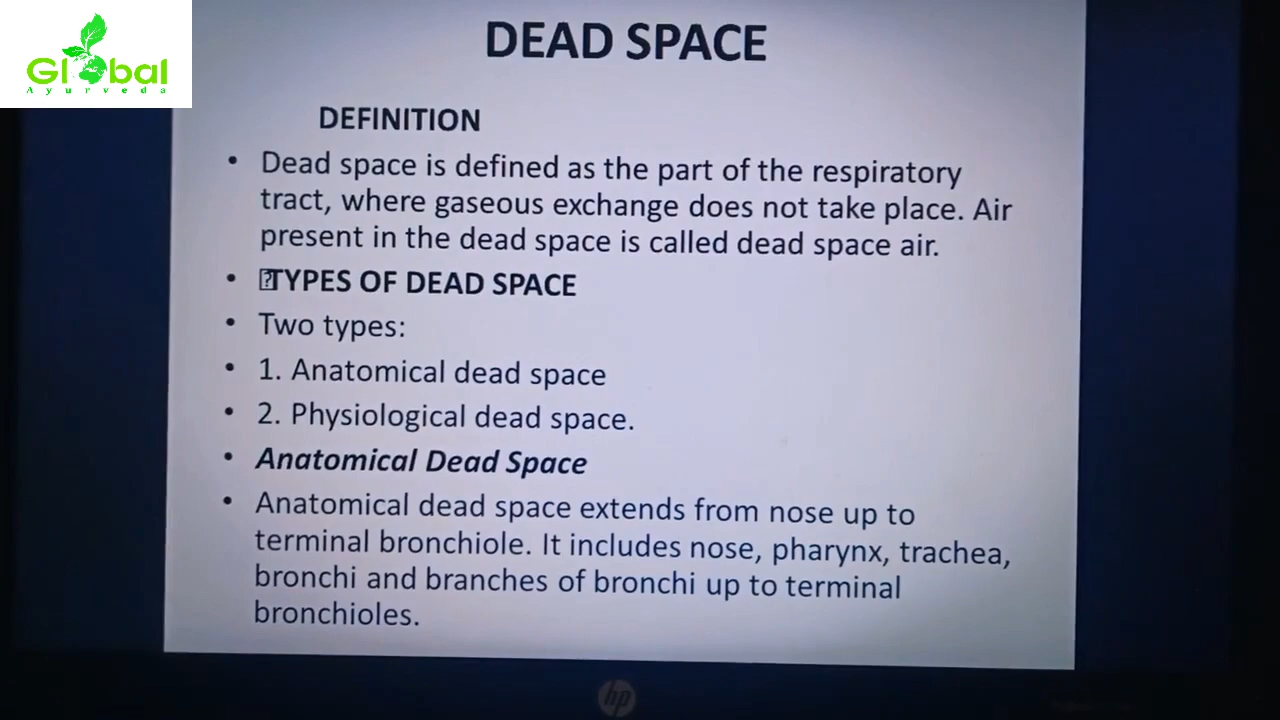 Global
Ayurveda
DEAD SPACE
DEFINITION
• Dead space is defined as the part of the respiratory
tract, where gaseous exchange does not take place. Air
present in the dead space is called dead space air.
• TYPES OF DEAD SPACE
• Two types:
• 1. Anatomical dead space
• 2. Physiological dead space.
• Anatomical Dead Space
• Anatomical dead space extends from nose up to
terminal bronchiole. It includes nose, pharynx, trachea,
bronchi and branches of bronchi up to terminal
bronchioles.
hp